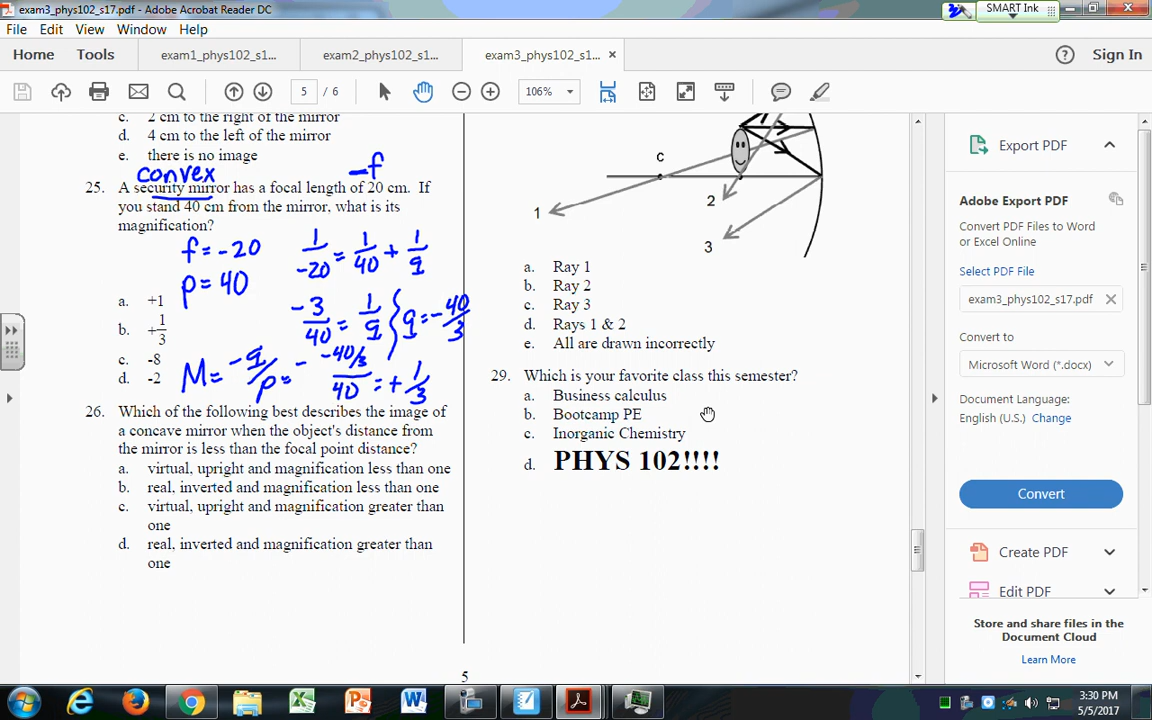 exam3_phys102_s17.pdf - Adobe Acrobat Reader DC
SMART Ink
File Edit View Window Help
Home Tools exam1_phys102_s1... exam2_phys102_s1... exam3_phys102_s1... × Sign In
5 / 6 106%
c. 2 cm to the right of the mirror
d. 4 cm to the left of the mirror
e. there is no image
convex -f
25. A security mirror has a focal length of 20 cm. If
you stand 40 cm from the mirror, what is its
magnification?
f = -20
p = 40
1/-20 = 1/40 + 1/q
-3/40 = 1/q } q = -40/3
a. +1
b. +1/3
c. -8
d. -2
M = -q/p = - -40/3/40 = + 1/3
26. Which of the following best describes the image of
a concave mirror when the object's distance from
the mirror is less than the focal point distance?
a. virtual, upright and magnification less than one
b. real, inverted and magnification less than one
c. virtual, upright and magnification greater than
one
d. real, inverted and magnification greater than
one
c
1
2
3
a. Ray 1
b. Ray 2
c. Ray 3
d. Rays 1 & 2
e. All are drawn incorrectly
29. Which is your favorite class this semester?
a. Business calculus
b. Bootcamp PE
c. Inorganic Chemistry
d. PHYS 102!!!!
5
Export PDF
Adobe Export PDF
Convert PDF Files to Word
or Excel Online
Select PDF File
exam3_phys102_s17.pdf ×
Convert to
Microsoft Word (*.docx)
Document Language:
English (U.S.) Change
Convert
Create PDF
Edit PDF
Store and share files in the
Document Cloud
Learn More
3:30 PM
5/5/2017